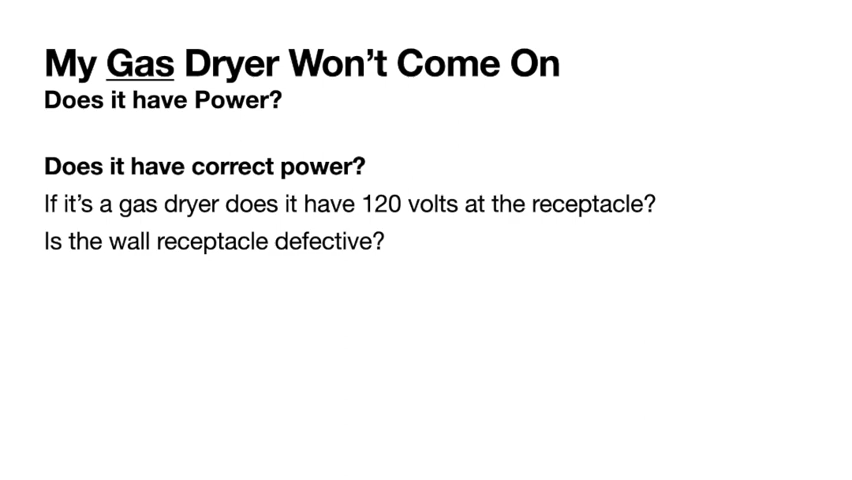 My Gas Dryer Won’t Come On
Does it have Power?
Does it have correct power?
If it’s a gas dryer does it have 120 volts at the receptacle?
Is the wall receptacle defective?